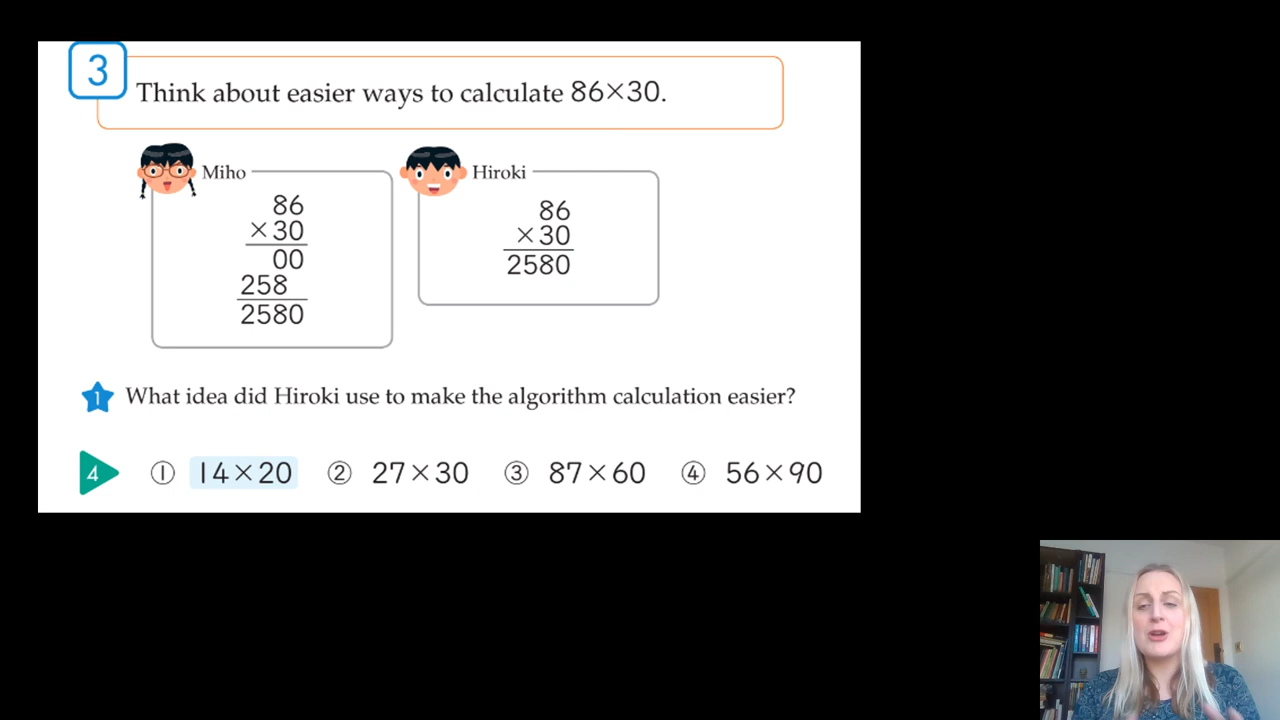 3
Think about easier ways to calculate 86×30.
Miho
86
×30
00
258
2580
Hiroki
86
×30
2580
1 What idea did Hiroki use to make the algorithm calculation easier?
4 ① 14×20 ② 27×30 ③ 87×60 ④ 56×90